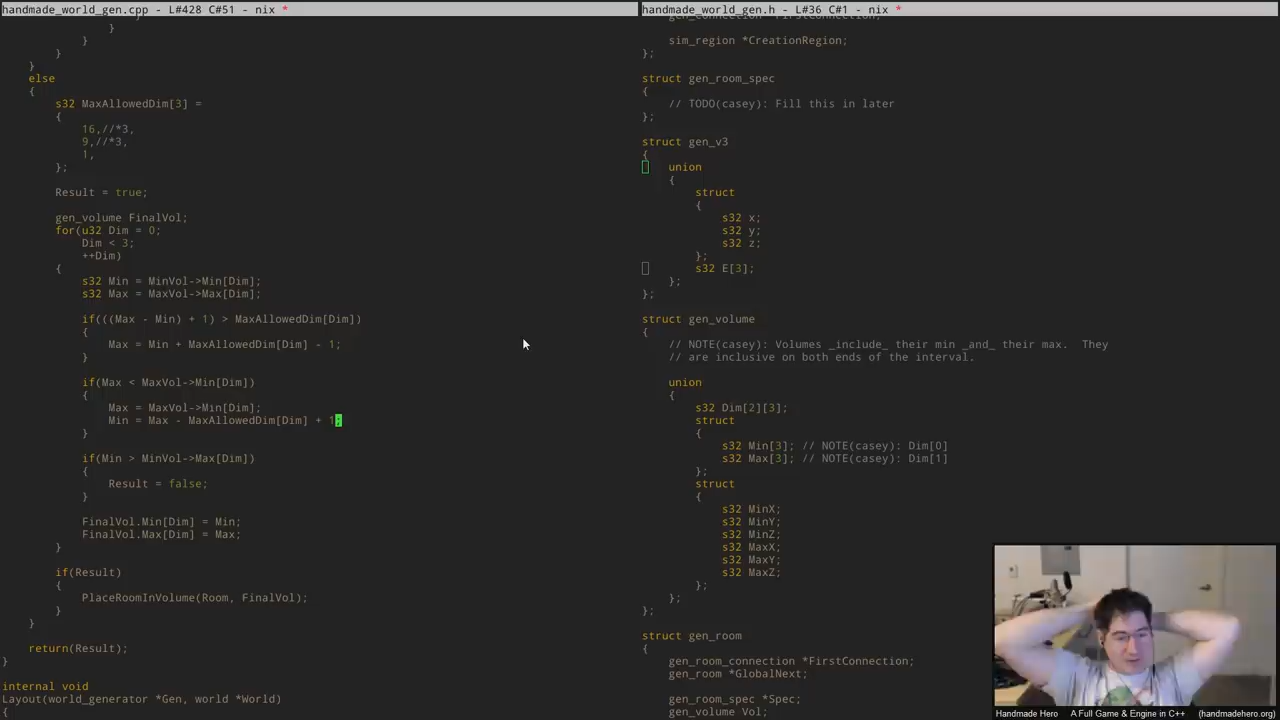 handmade_world_gen.cpp - L#428 C#51 - nix *
}
}
}
}
else
{
s32 MaxAllowedDim[3] =
{
16,//*3,
9,//*3,
1,
};
Result = true;
gen_volume FinalVol;
for(u32 Dim = 0;
Dim < 3;
++Dim)
{
s32 Min = MinVol->Min[Dim];
s32 Max = MaxVol->Max[Dim];
if(((Max - Min) + 1) > MaxAllowedDim[Dim])
{
Max = Min + MaxAllowedDim[Dim] - 1;
}
if(Max < MaxVol->Min[Dim])
{
Max = MaxVol->Min[Dim];
Min = Max - MaxAllowedDim[Dim] + 1;
}
if(Min > MinVol->Max[Dim])
{
Result = false;
}
FinalVol.Min[Dim] = Min;
FinalVol.Max[Dim] = Max;
}
if(Result)
{
PlaceRoomInVolume(Room, FinalVol);
}
}
return(Result);
}
internal void
Layout(world_generator *Gen, world *World)
{
handmade_world_gen.h - L#36 C#1 - nix *
gen_connection *FirstConnection;
sim_region *CreationRegion;
};
struct gen_room_spec
{
// TODO(casey): Fill this in later
};
struct gen_v3
{
union
{
struct
{
s32 x;
s32 y;
s32 z;
};
s32 E[3];
};
};
struct gen_volume
{
// NOTE(casey): Volumes _include_ their min _and_ their max.  They
// are inclusive on both ends of the interval.
union
{
s32 Dim[2][3];
struct
{
s32 Min[3]; // NOTE(casey): Dim[0]
s32 Max[3]; // NOTE(casey): Dim[1]
};
struct
{
s32 MinX;
s32 MinY;
s32 MinZ;
s32 MaxX;
s32 MaxY;
s32 MaxZ;
};
};
};
struct gen_room
{
gen_room_connection *FirstConnection;
gen_room *GlobalNext;
gen_room_spec *Spec;
gen_volume Vol;
Handmade Hero A Full Game & Engine in C++ (handmadehero.org)